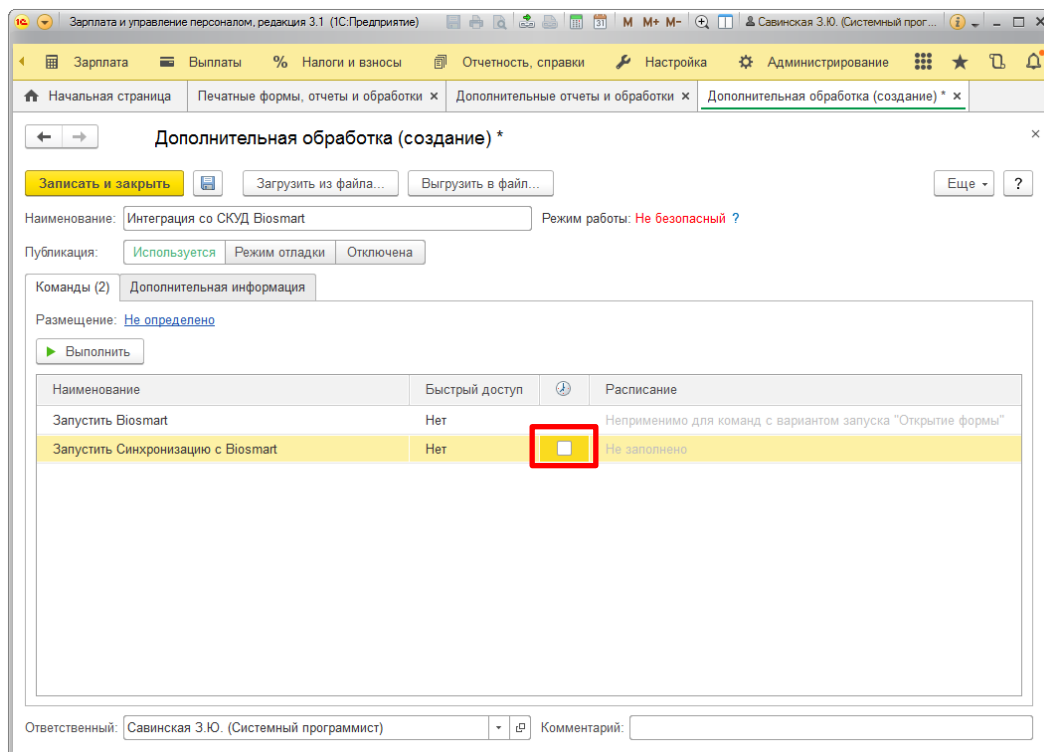 Зарплата и управление персоналом, редакция 3.1 (1С:Предприятие) 31 M M+ M- Савинская З.Ю. (Системный прог...
Зарплата Выплаты % Налоги и взносы Отчетность, справки Настройка Администрирование
Начальная страница Печатные формы, отчеты и обработки × Дополнительные отчеты и обработки × Дополнительная обработка (создание) * ×
Дополнительная обработка (создание) * ×
Записать и закрыть Загрузить из файла... Выгрузить в файл... Еще ?
Наименование: Интеграция со СКУД Biosmart Режим работы: Не безопасный ?
Публикация: Используется Режим отладки Отключена
Команды (2) Дополнительная информация
Размещение: Не определено
Выполнить
Наименование Быстрый доступ Расписание
Запустить Biosmart Нет Неприменимо для команд с вариантом запуска "Открытие формы"
Запустить Синхронизацию с Biosmart Нет Не заполнено
Ответственный: Савинская З.Ю. (Системный программист) Комментарий: